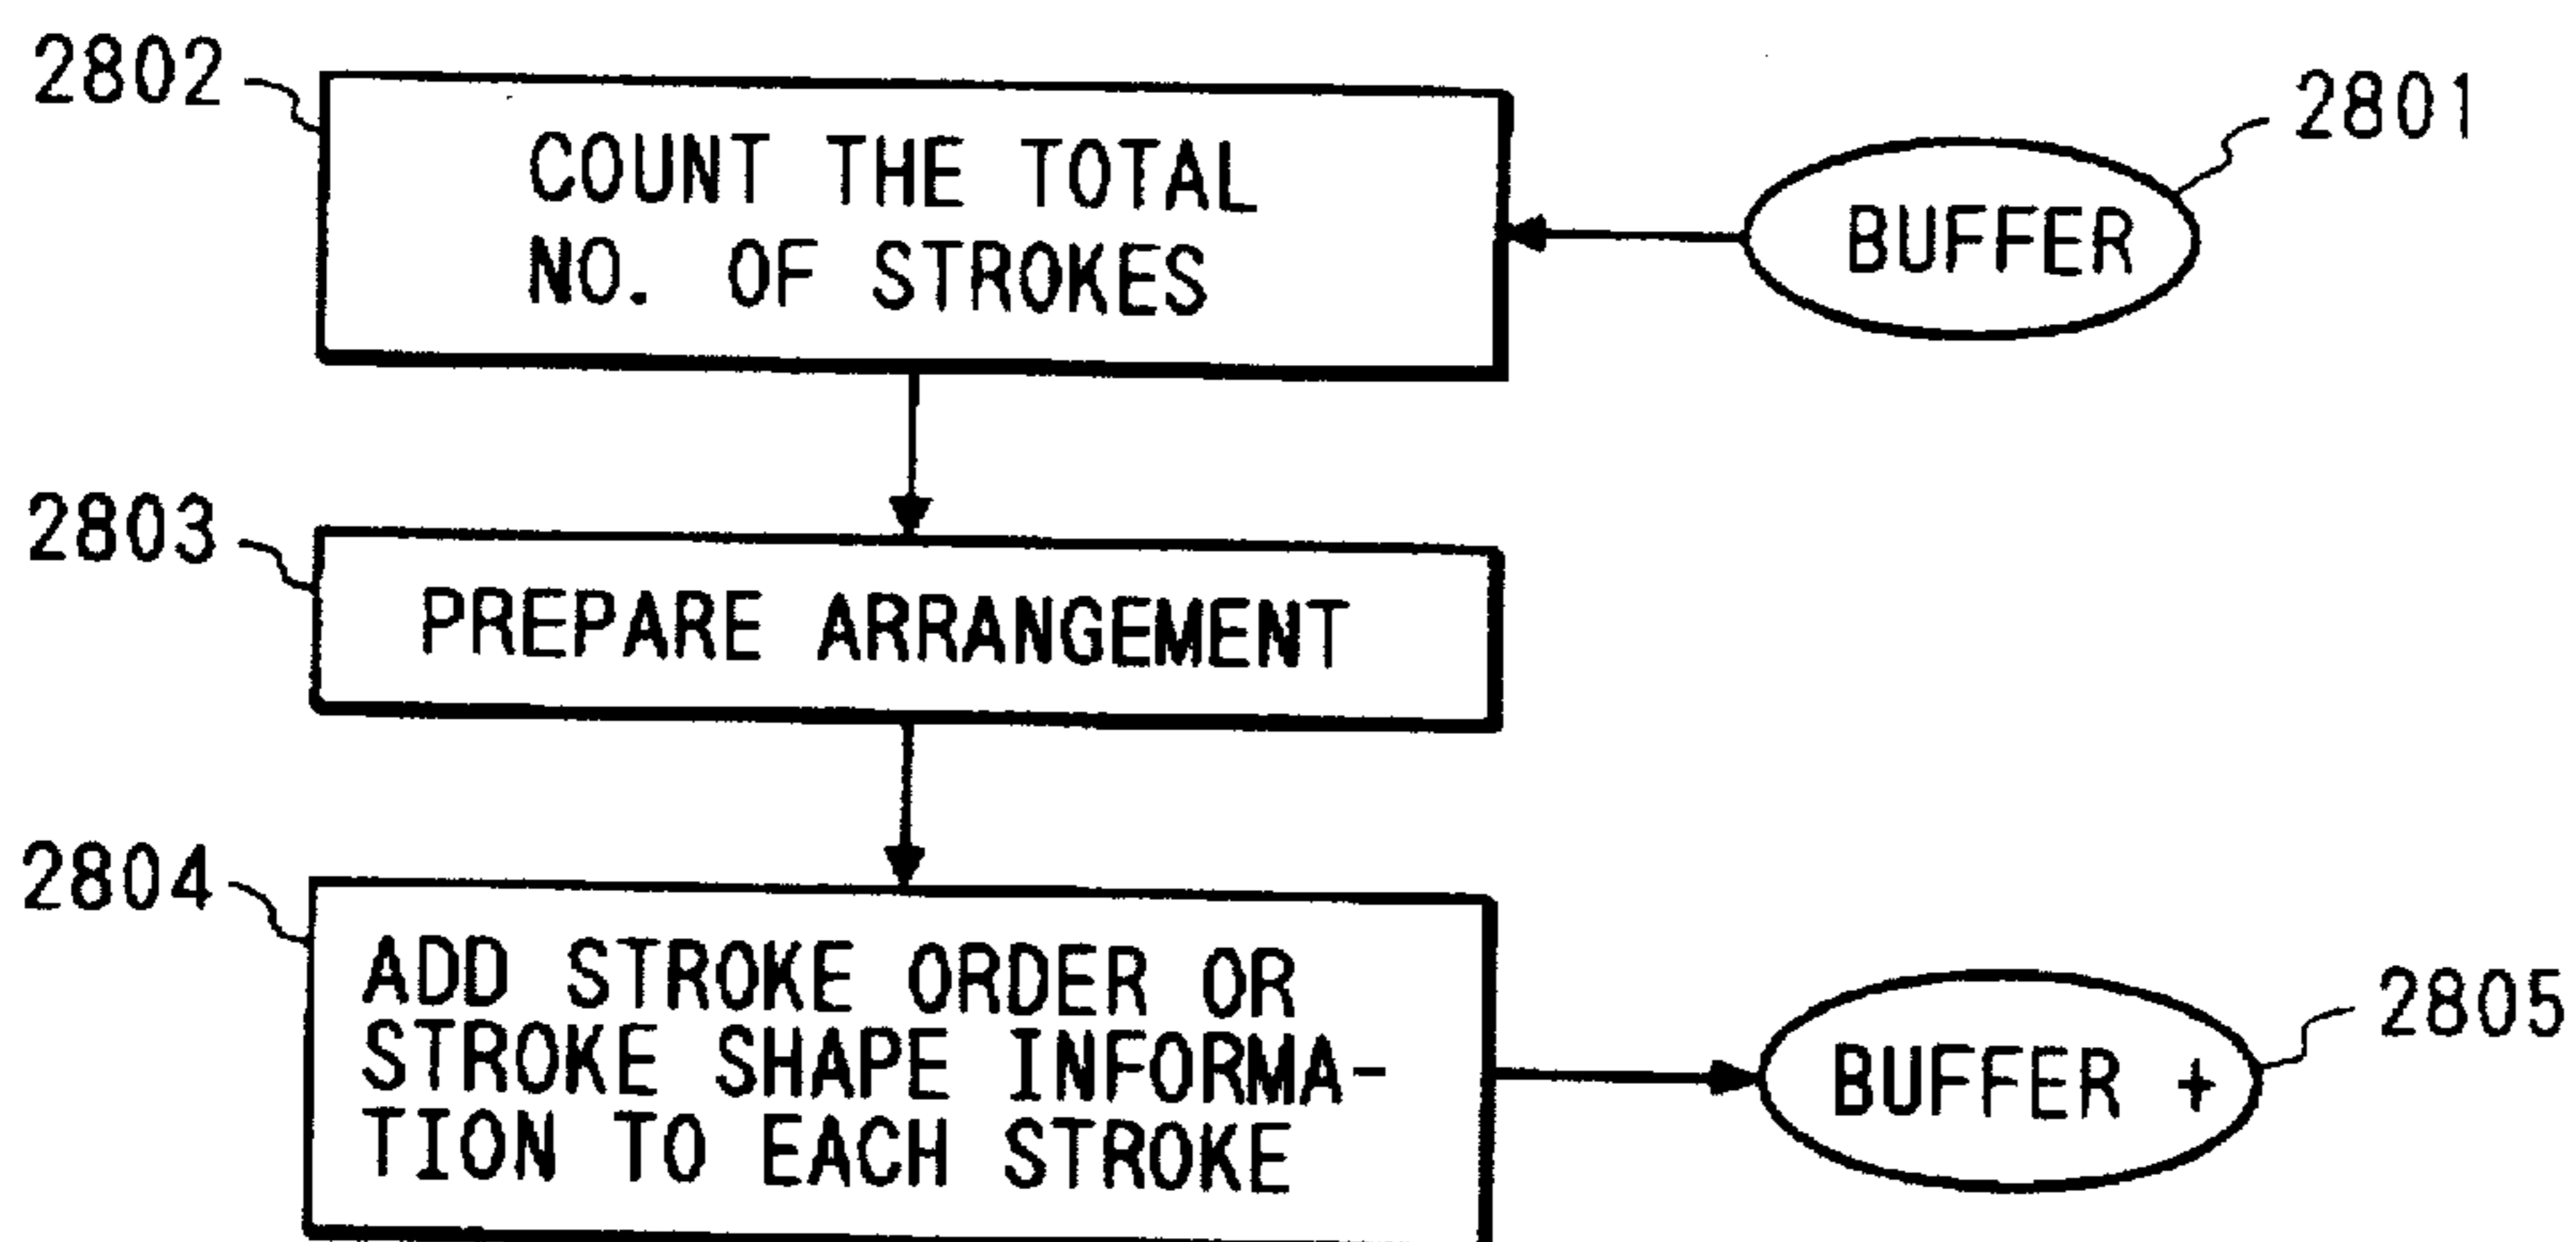 2802
COUNT THE TOTAL
NO. OF STROKES
BUFFER
2801
2803
PREPARE ARRANGEMENT
2804
ADD STROKE ORDER OR
STROKE SHAPE INFORMA-
TION TO EACH STROKE
BUFFER +
2805